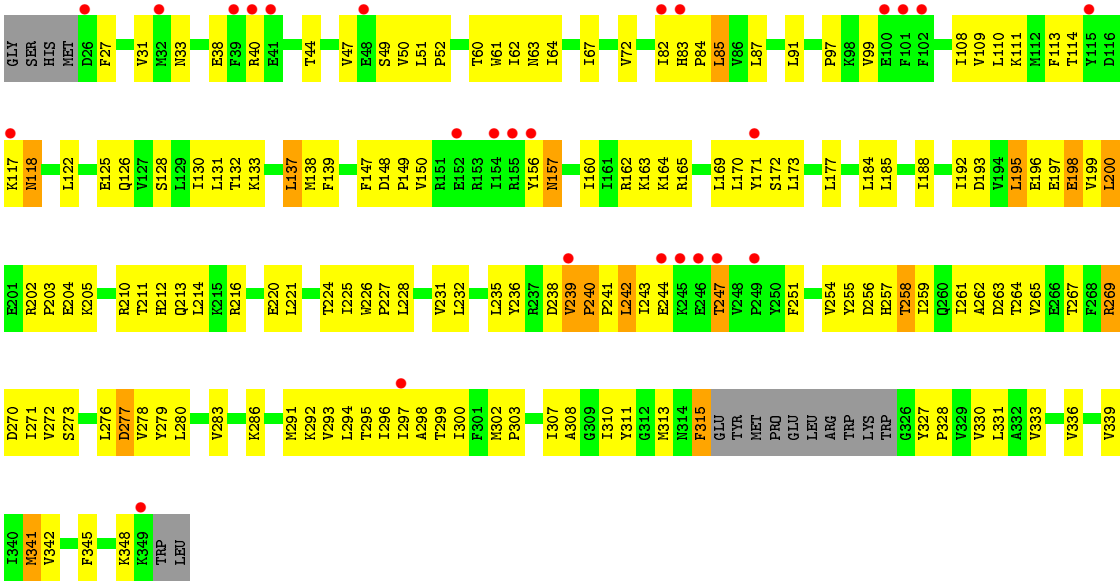 GLY SER HIS MET D26 F27 V31 M32 N33 E38 F39 R40 E41 T44 V47 E48 S49 V50 L51 P52 T60 W61 I62 N63 I64 I67 V72 I82 H83 P84 L85 V86 L87 L91 P97 K98 V99 E100 F101 F102 I108 V109 L110 K111 M112 F113 T114 Y115 D116
K117 N118 L122 E125 Q126 V127 S128 L129 I130 L131 T132 K133 L137 M138 F139 F147 D148 P149 V150 R151 E152 R153 I154 R155 Y156 N157 I160 I161 R162 K163 K164 R165 L169 L170 Y171 S172 L173 L177 L184 L185 I188 I192 D193 V194 L195 E196 E197 E198 V199 L200
E201 R202 P203 E204 K205 R210 T211 H212 Q213 L214 K215 R216 E220 L221 T224 I225 W226 P227 L228 V231 L232 L235 Y236 R237 D238 V239 P240 P241 L242 I243 E244 K245 E246 T247 V248 P249 Y250 F251 V254 Y255 D256 H257 T258 I259 Q260 I261 A262 D263 T264 V265 E266 T267 F268 R269
D270 I271 V272 S273 L276 D277 V278 Y279 L280 V283 K286 M291 K292 V293 L294 T295 I296 I297 A298 T299 I300 F301 M302 P303 I307 A308 G309 I310 Y311 G312 M313 N314 F315 GLU TYR MET PRO GLU LEU ARG TRP LYS TRP G326 Y327 P328 V329 V330 L331 A332 V333 V336 V339
I340 M341 V342 F345 K348 K349 TRP LEU